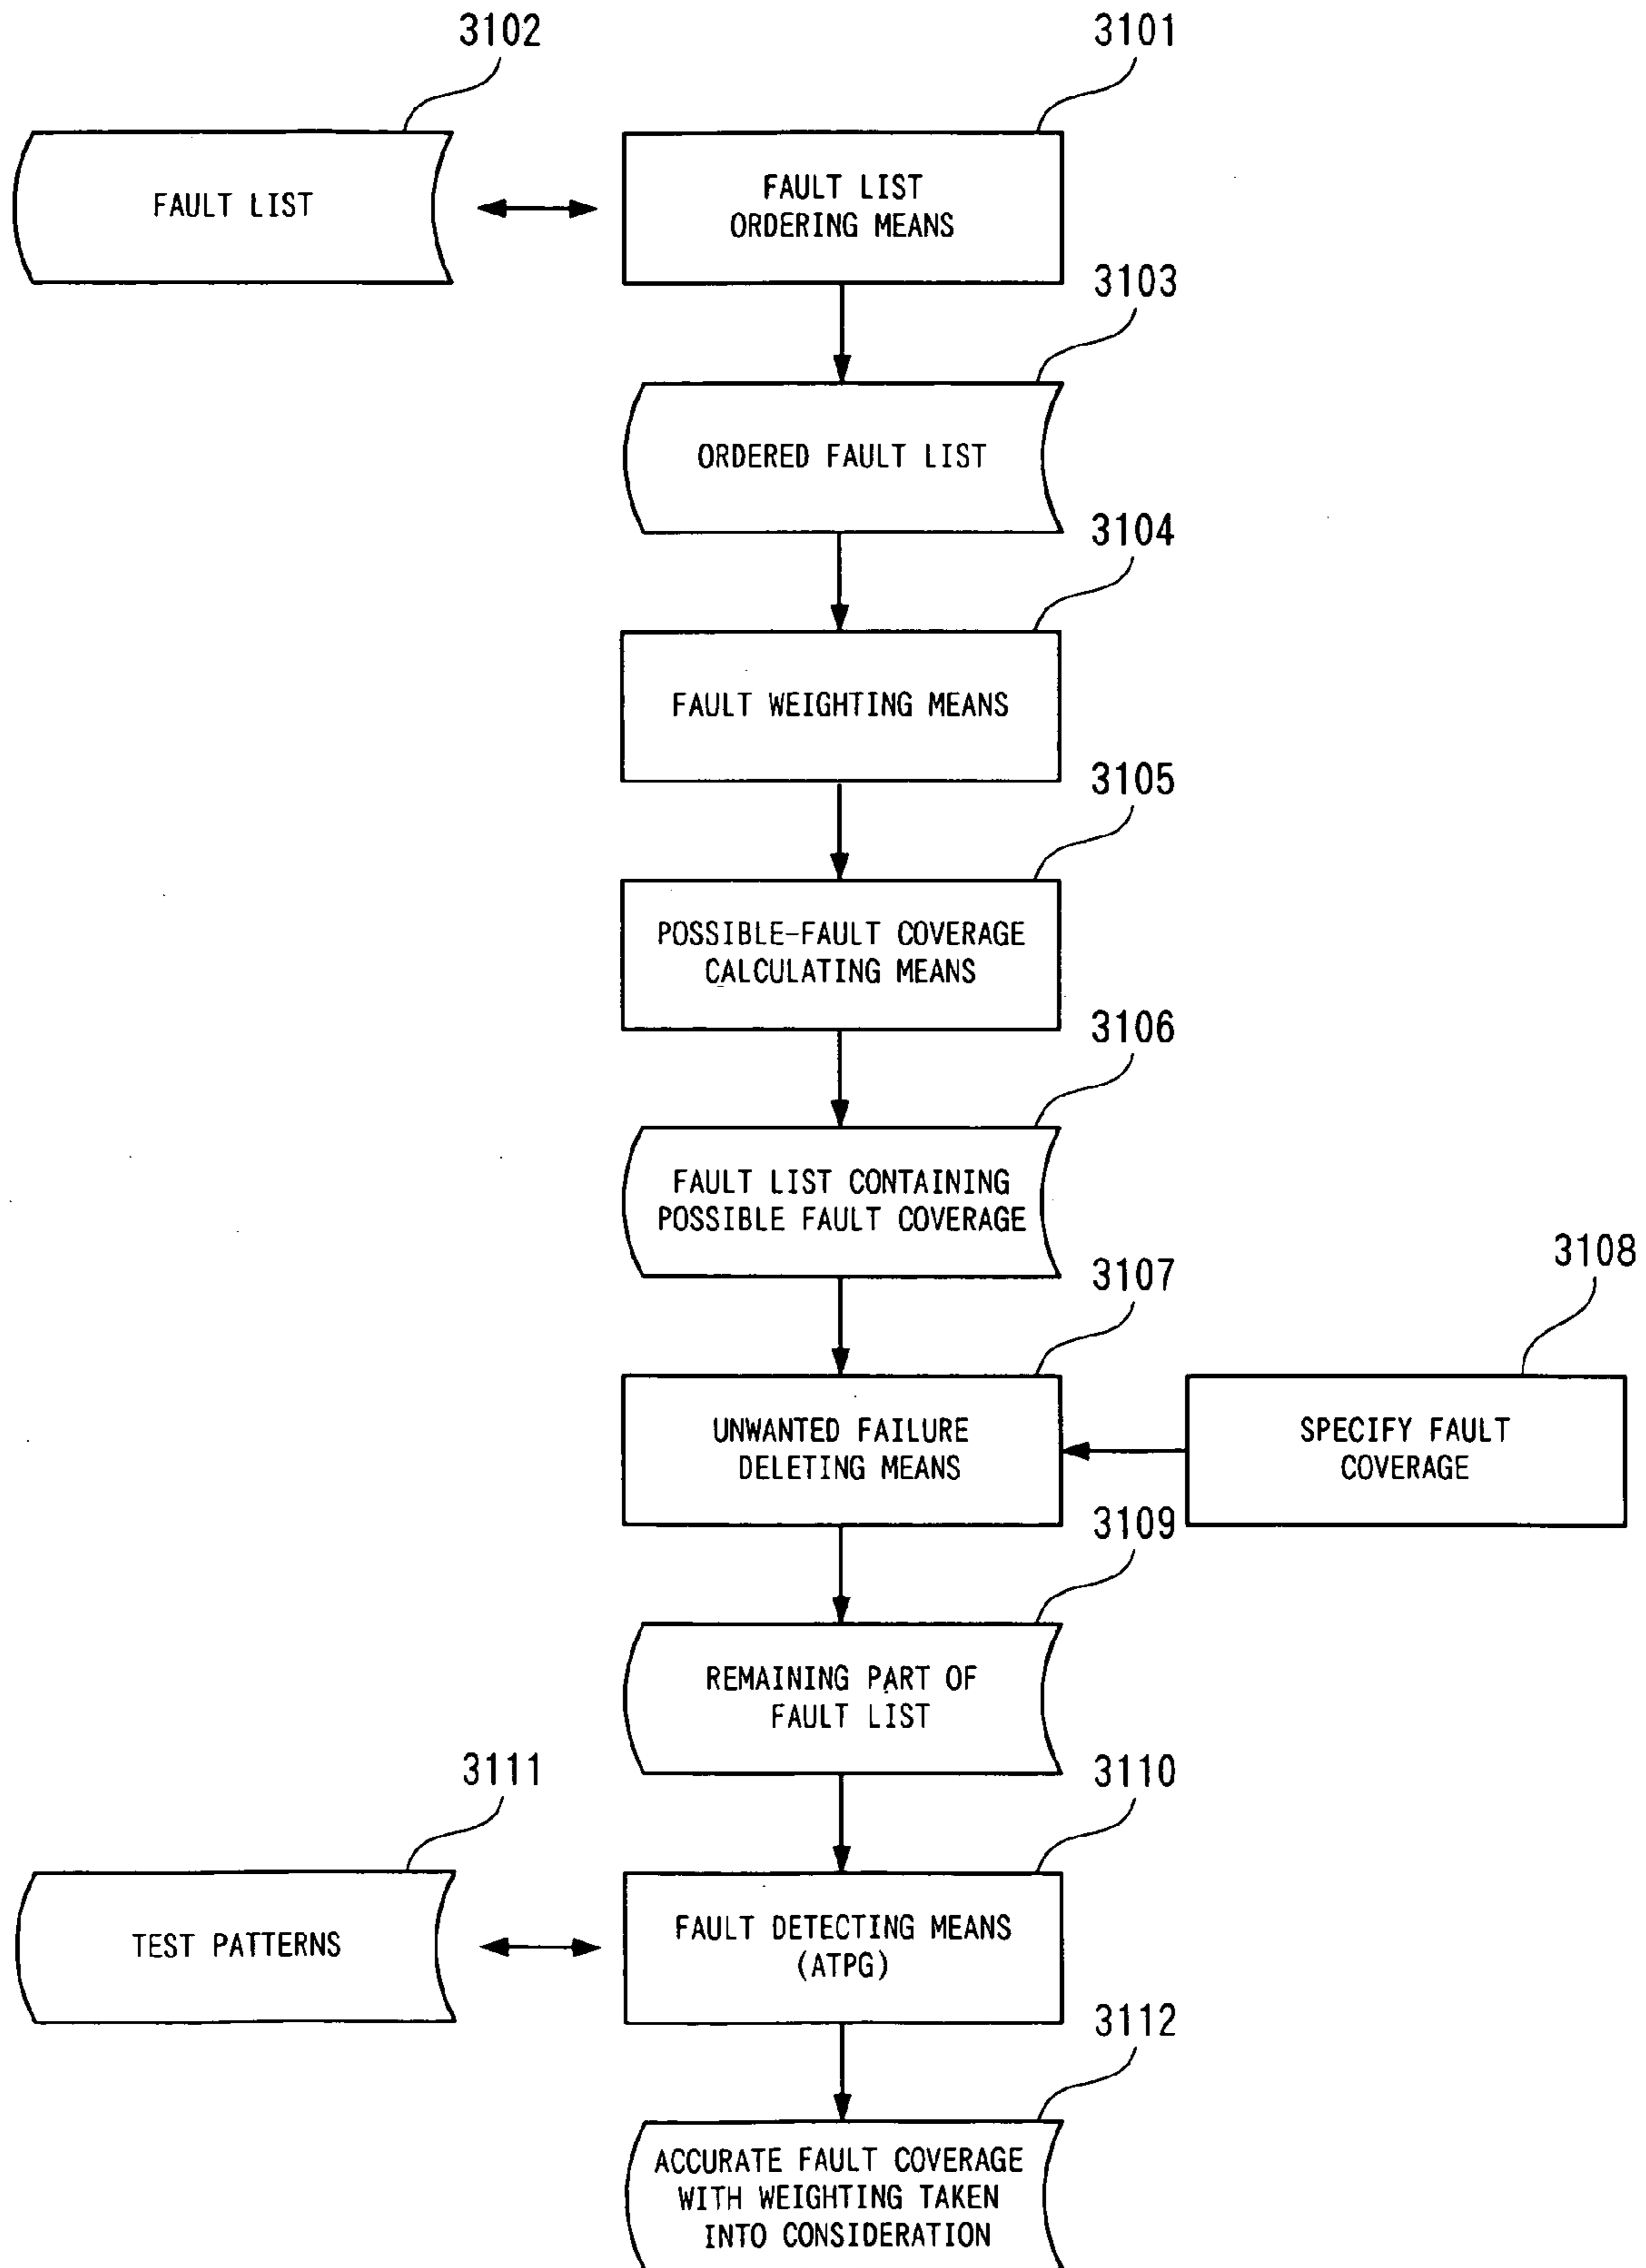 3102
3101
FAULT LIST
FAULT LIST
ORDERING MEANS
3103
ORDERED FAULT LIST
3104
FAULT WEIGHTING MEANS
3105
POSSIBLE-FAULT COVERAGE
CALCULATING MEANS
3106
FAULT LIST CONTAINING
POSSIBLE FAULT COVERAGE
3107
3108
UNWANTED FAILURE
DELETING MEANS
SPECIFY FAULT
COVERAGE
3109
REMAINING PART OF
FAULT LIST
3111
3110
TEST PATTERNS
FAULT DETECTING MEANS
(ATPG)
3112
ACCURATE FAULT COVERAGE
WITH WEIGHTING TAKEN
INTO CONSIDERATION